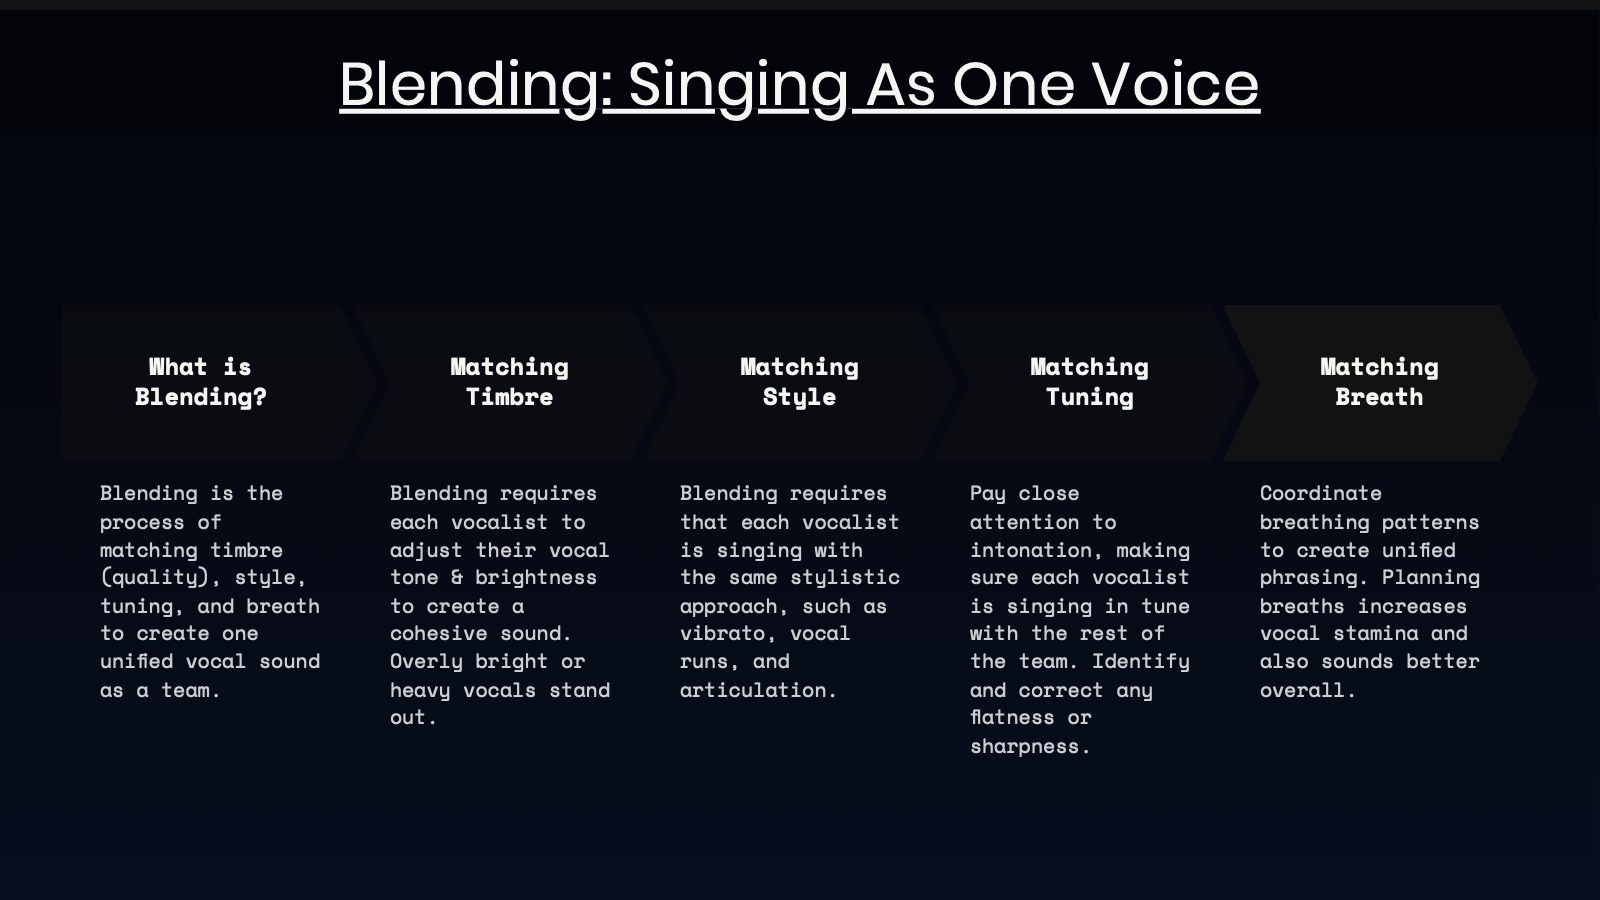 Blending: Singing As One Voice
What is
Blending?
Blending is the
process of
matching timbre
(quality), style,
tuning, and breath
to create one
unified vocal sound
as a team.
Matching
Timbre
Blending requires
each vocalist to
adjust their vocal
tone & brightness
to create a
cohesive sound.
Overly bright or
heavy vocals stand
out.
Matching
Style
Blending requires
that each vocalist
is singing with
the same stylistic
approach, such as
vibrato, vocal
runs, and
articulation.
Matching
Tuning
Pay close
attention to
intonation, making
sure each vocalist
is singing in tune
with the rest of
the team. Identify
and correct any
flatness or
sharpness.
Matching
Breath
Coordinate
breathing patterns
to create unified
phrasing. Planning
breaths increases
vocal stamina and
also sounds better
overall.